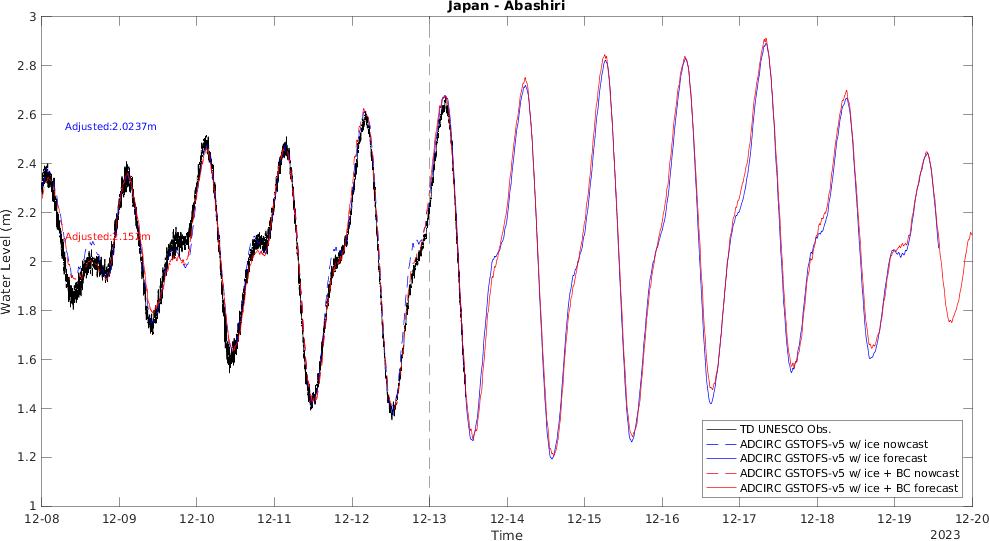 Japan - Abashiri
3
2.8
2.6
2.4
2.2
2
1.8
1.6
1.4
1.2
1
Water Level (m)
Adjusted:2.0237m
TD UNESCO Obs.
ADCIRC GSTOFS-v5 w/ ice nowcast
ADCIRC GSTOFS-v5 w/ ice forecast
ADCIRC GSTOFS-v5 w/ ice + BC nowcast
ADCIRC GSTOFS-v5 w/ ice + BC forecast
12-08 12-09 12-10 12-11 12-12 12-13 12-14 12-15 12-16 12-17 12-18 12-19 12-20
Time
2023